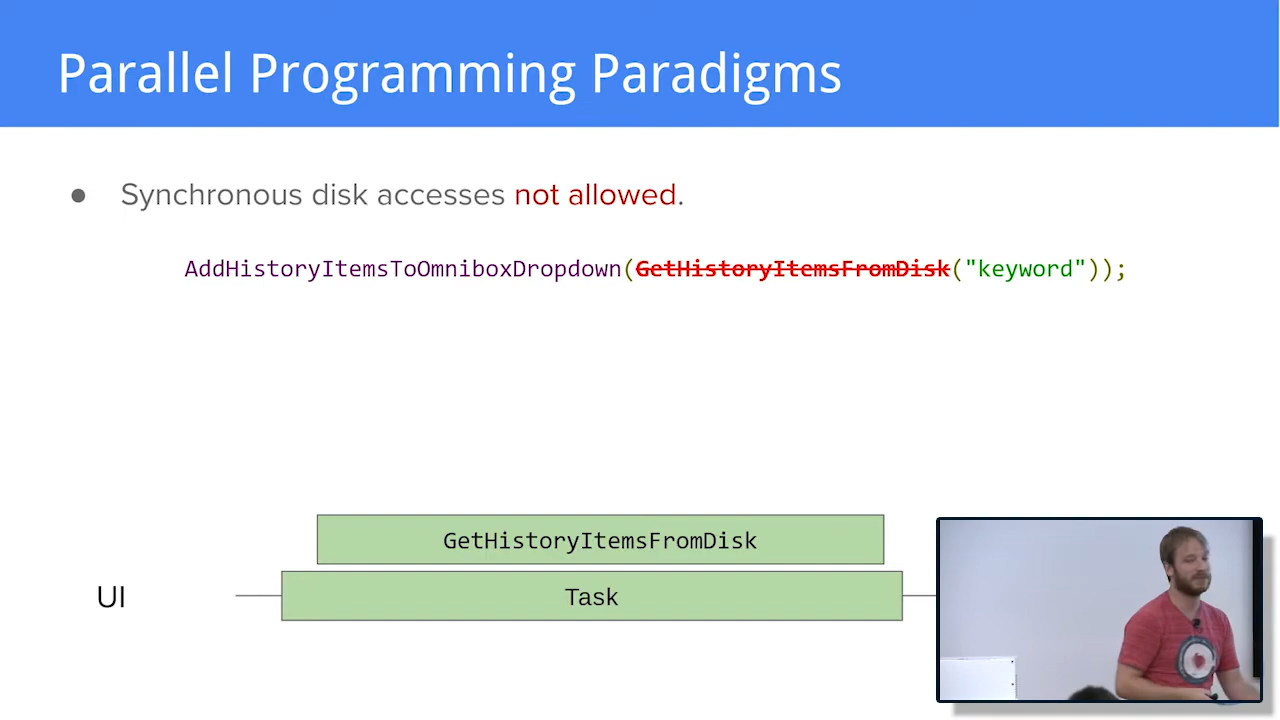 Parallel Programming Paradigms
● Synchronous disk accesses not allowed.
AddHistoryItemsToOmniboxDropdown(GetHistoryItemsFromDisk("keyword"));
GetHistoryItemsFromDisk
UI
Task